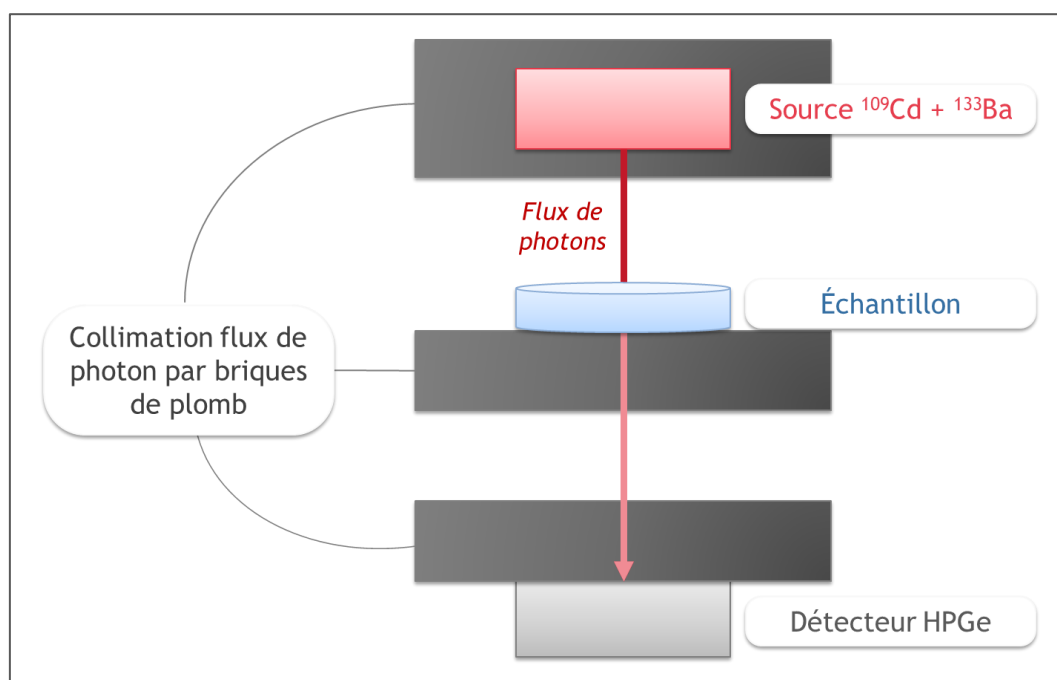 Source ¹⁰⁹Cd + ¹³³Ba
Flux de
photons
Échantillon
Collimation flux de
photon par briques
de plomb
Détecteur HPGe